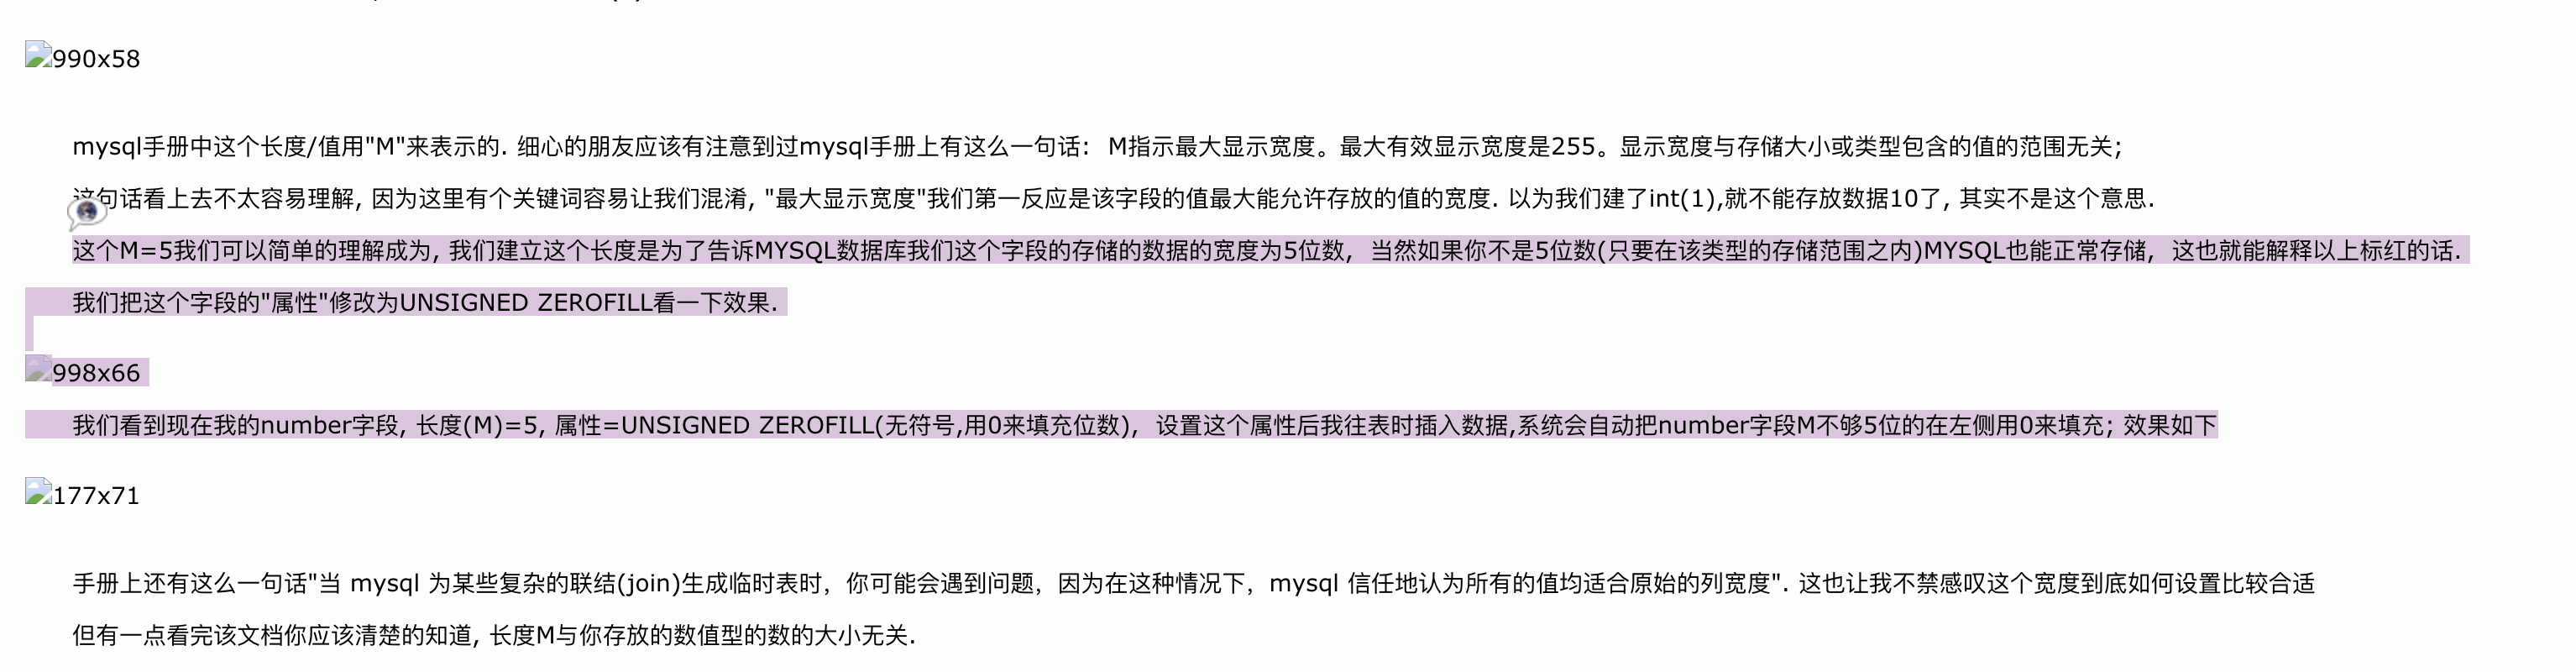 990x58
mysql手册中这个长度/值用"M"来表示的. 细心的朋友应该有注意到过mysql手册上有这么一句话： M指示最大显示宽度。最大有效显示宽度是255。显示宽度与存储大小或类型包含的值的范围无关;
这句话看上去不太容易理解, 因为这里有个关键词容易让我们混淆, "最大显示宽度"我们第一反应是该字段的值最大能允许存放的值的宽度. 以为我们建了int(1),就不能存放数据10了, 其实不是这个意思.
这个M=5我们可以简单的理解成为, 我们建立这个长度是为了告诉MYSQL数据库我们这个字段的存储的数据的宽度为5位数, 当然如果你不是5位数(只要在该类型的存储范围之内)MYSQL也能正常存储, 这也就能解释以上标红的话.
我们把这个字段的"属性"修改为UNSIGNED ZEROFILL看一下效果.
998x66
我们看到现在我的number字段, 长度(M)=5, 属性=UNSIGNED ZEROFILL(无符号,用0来填充位数), 设置这个属性后我往表时插入数据,系统会自动把number字段M不够5位的在左侧用0来填充; 效果如下
177x71
手册上还有这么一句话"当 mysql 为某些复杂的联结(join)生成临时表时，你可能会遇到问题，因为在这种情况下，mysql 信任地认为所有的值均适合原始的列宽度". 这也让我不禁感叹这个宽度到底如何设置比较合适
但有一点看完该文档你应该清楚的知道, 长度M与你存放的数值型的数的大小无关.